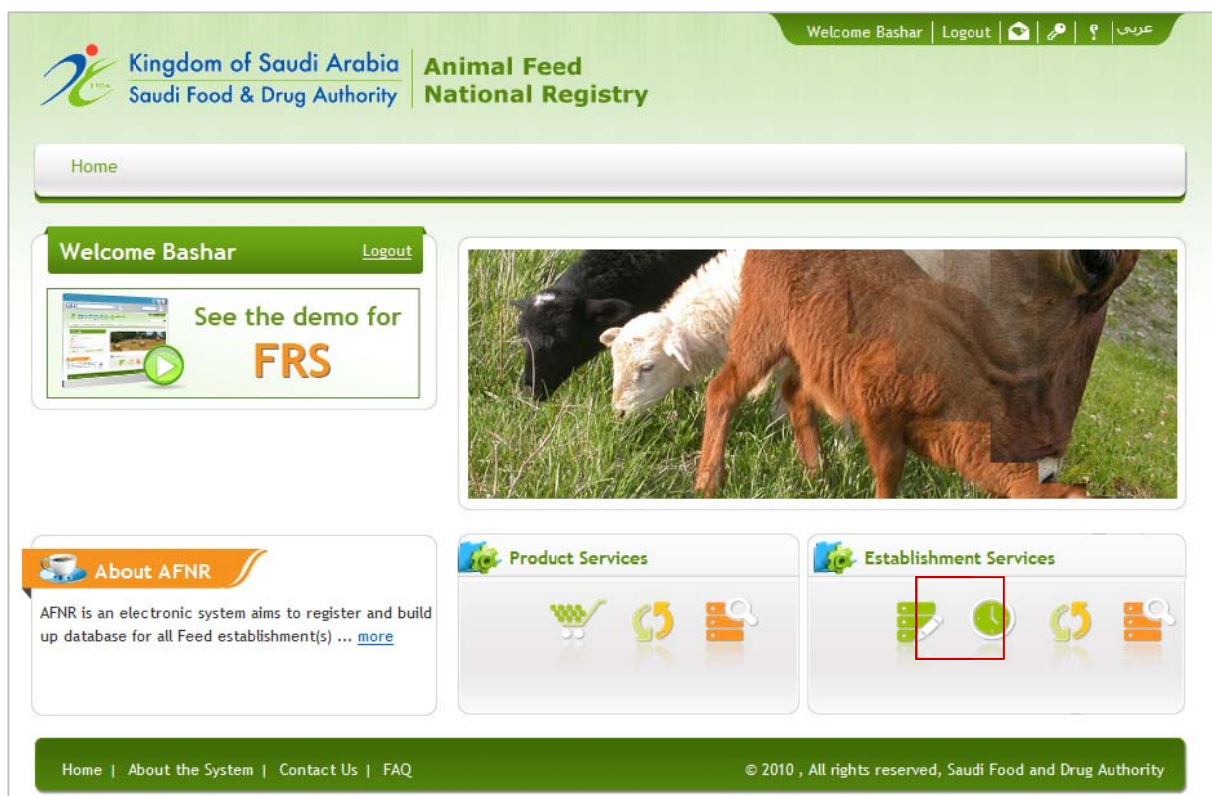 Welcome Bashar | Logout | | | ؟ | عربى
Kingdom of Saudi Arabia
Saudi Food & Drug Authority
Animal Feed
National Registry
Home
Welcome Bashar Logout
See the demo for
FRS
About AFNR
AFNR is an electronic system aims to register and build
up database for all Feed establishment(s) ... more
Product Services
Establishment Services
Home | About the System | Contact Us | FAQ
© 2010 , All rights reserved, Saudi Food and Drug Authority